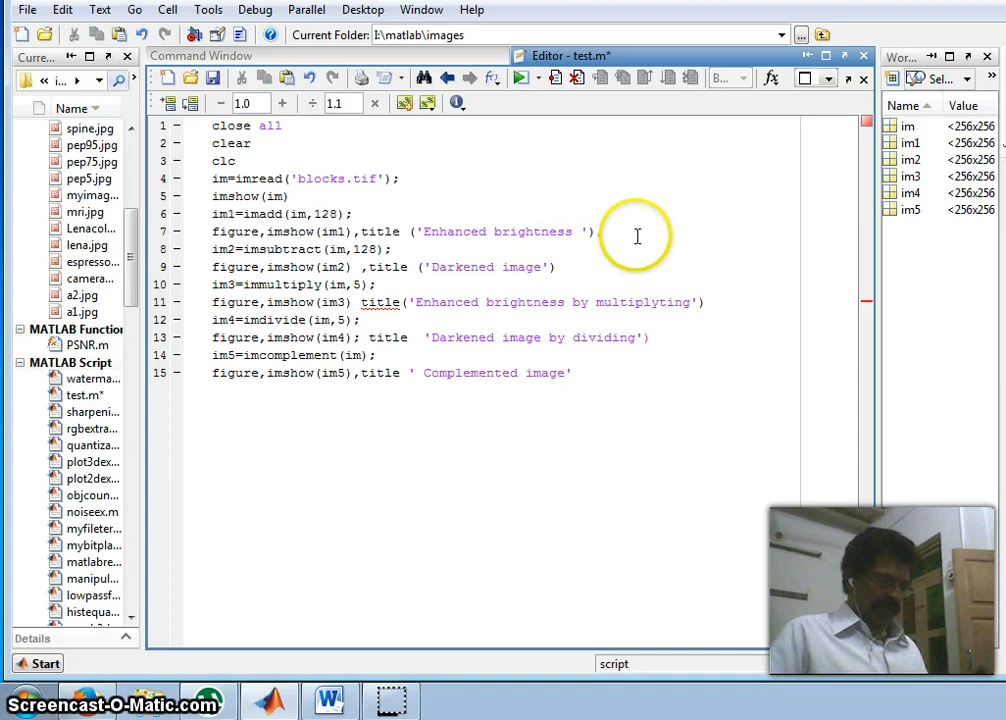 File Edit Text Go Cell Tools Debug Parallel Desktop Window Help
Current Folder: I:\matlab\images
Curre...
Command Window
Editor - test.m*
Wor...
« i...
1.0
1.1
B...
fx
Sel...
Name
Name Value
spine.jpg
pep95.jpg
pep75.jpg
pep5.jpg
myimag...
mri.jpg
Lenacol...
lena.jpg
espresso...
camera...
a2.jpg
a1.jpg
MATLAB Function
PSNR.m
MATLAB Script
waterma...
test.m*
sharpeni...
rgbextra...
quantiza...
plot3dex...
plot2dex...
objcoun...
noiseex.m
myfileter...
mybitpla...
matlabre...
manipul...
lowpassf...
histequa...
Details
Start
1 close all
2 clear
3 clc
4 im=imread('blocks.tif');
5 imshow(im)
6 im1=imadd(im,128);
7 figure,imshow(im1),title ('Enhanced brightness ');
8 im2=imsubtract(im,128);
9 figure,imshow(im2) ,title ('Darkened image')
10 im3=immultiply(im,5);
11 figure,imshow(im3) title('Enhanced brightness by multiplyting')
12 im4=imdivide(im,5);
13 figure,imshow(im4); title 'Darkened image by dividing')
14 im5=imcomplement(im);
15 figure,imshow(im5),title ' Complemented image'
im <256x256
im1 <256x256
im2 <256x256
im3 <256x256
im4 <256x256
im5 <256x256
script
Screencast-O-Matic.com